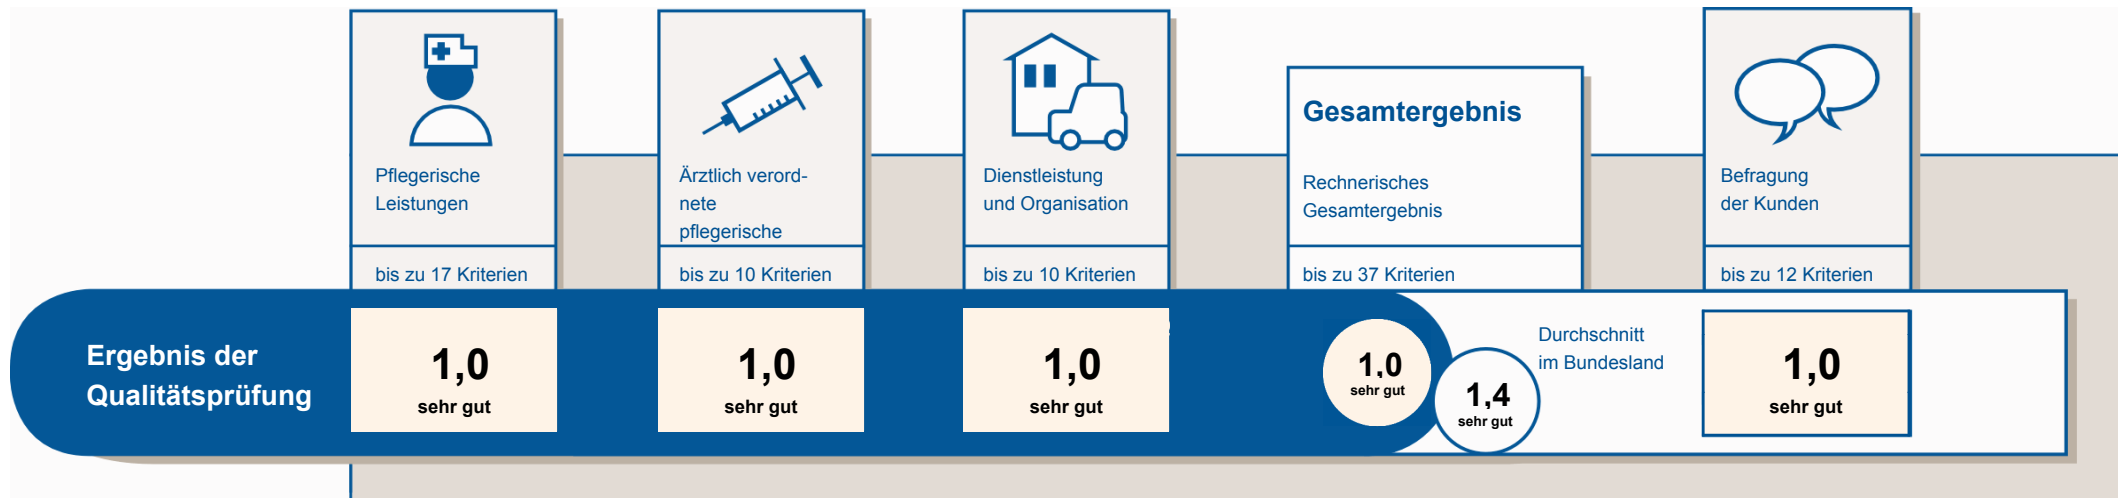 Pflegerische
Leistungen
bis zu 17 Kriterien
Ärztlich verord-
nete
pflegerische
bis zu 10 Kriterien
Dienstleistung
und Organisation
bis zu 10 Kriterien
Gesamtergebnis
Rechnerisches
Gesamtergebnis
bis zu 37 Kriterien
Befragung
der Kunden
bis zu 12 Kriterien
Ergebnis der
Qualitätsprüfung
1,0
sehr gut
1,0
sehr gut
1,0
sehr gut
1,0
sehr gut
1,4
sehr gut
Durchschnitt
im Bundesland
1,0
sehr gut